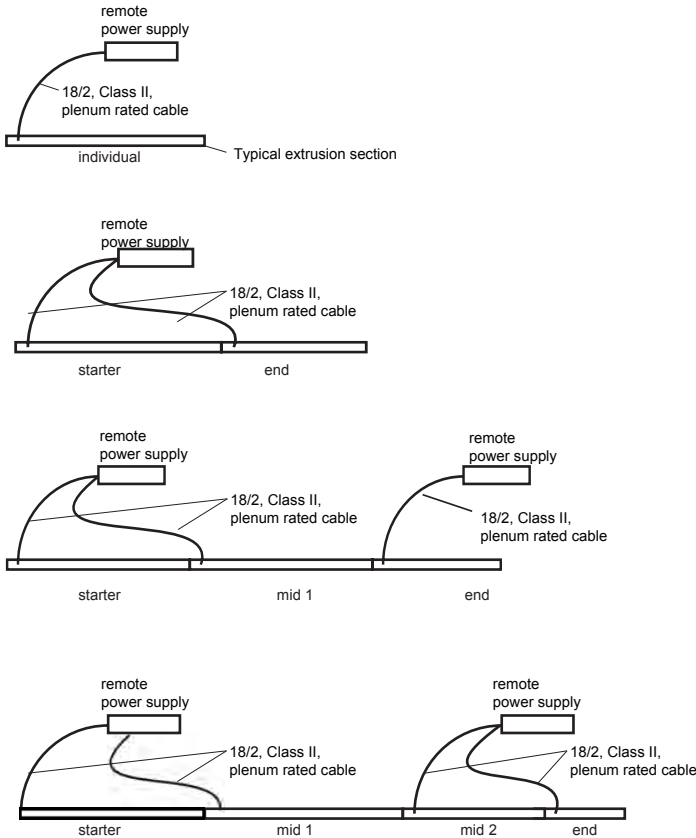 remote
power supply
18/2, Class II,
plenum rated cable
individual
Typical extrusion section
remote
power supply
18/2, Class II,
plenum rated cable
starter
end
remote
power supply
remote
power supply
18/2, Class II,
plenum rated cable
18/2, Class II,
plenum rated cable
starter
mid 1
end
remote
power supply
remote
power supply
18/2, Class II,
plenum rated cable
18/2, Class II,
plenum rated cable
starter
mid 1
mid 2
end